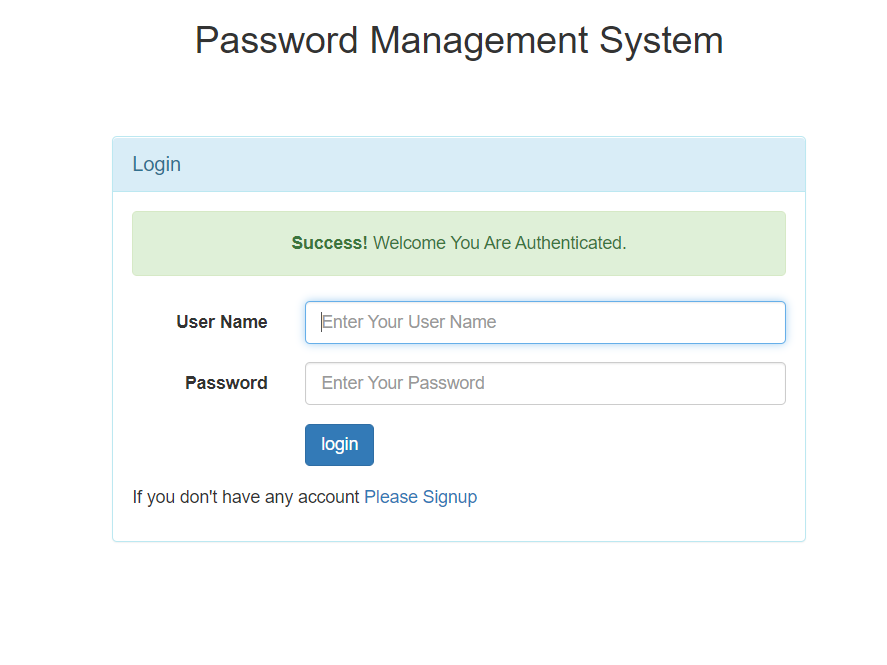 Password Management System
Login
Success! Welcome You Are Authenticated.
User Name Enter Your User Name
Password Enter Your Password
login
If you don't have any account Please Signup